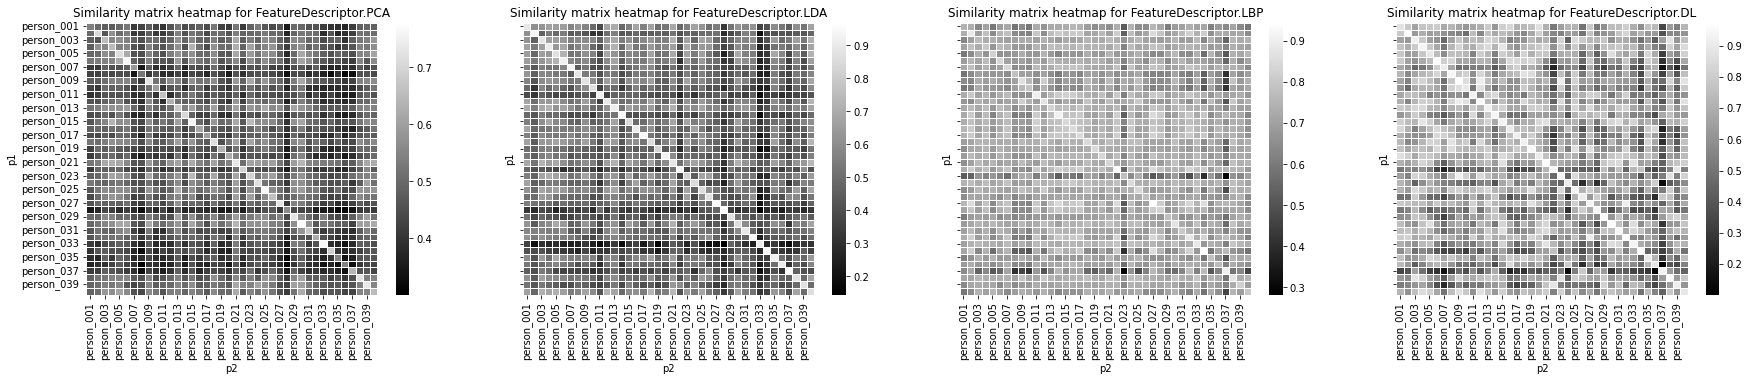 Similarity matrix heatmap for FeatureDescriptor.PCA
p1
person_001
person_003
person_005
person_007
person_009
person_011
person_013
person_015
person_017
person_019
person_021
person_023
person_025
person_027
person_029
person_031
person_033
person_035
person_037
person_039
person_001
person_003
person_005
person_007
person_009
person_011
person_013
person_015
person_017
person_019
person_021
person_023
person_025
person_027
person_029
person_031
person_033
person_035
person_037
person_039
p2
0.7
0.6
0.5
0.4
Similarity matrix heatmap for FeatureDescriptor.LDA
p1
person_001
person_003
person_005
person_007
person_009
person_011
person_013
person_015
person_017
person_019
person_021
person_023
person_025
person_027
person_029
person_031
person_033
person_035
person_037
person_039
p2
0.9
0.8
0.7
0.6
0.5
0.4
0.3
0.2
Similarity matrix heatmap for FeatureDescriptor.LBP
p1
person_001
person_003
person_005
person_007
person_009
person_011
person_013
person_015
person_017
person_019
person_021
person_023
person_025
person_027
person_029
person_031
person_033
person_035
person_037
person_039
p2
0.9
0.8
0.7
0.6
0.5
0.4
0.3
Similarity matrix heatmap for FeatureDescriptor.DL
p1
person_001
person_003
person_005
person_007
person_009
person_011
person_013
person_015
person_017
person_019
person_021
person_023
person_025
person_027
person_029
person_031
person_033
person_035
person_037
person_039
p2
0.9
0.8
0.7
0.6
0.5
0.4
0.3
0.2